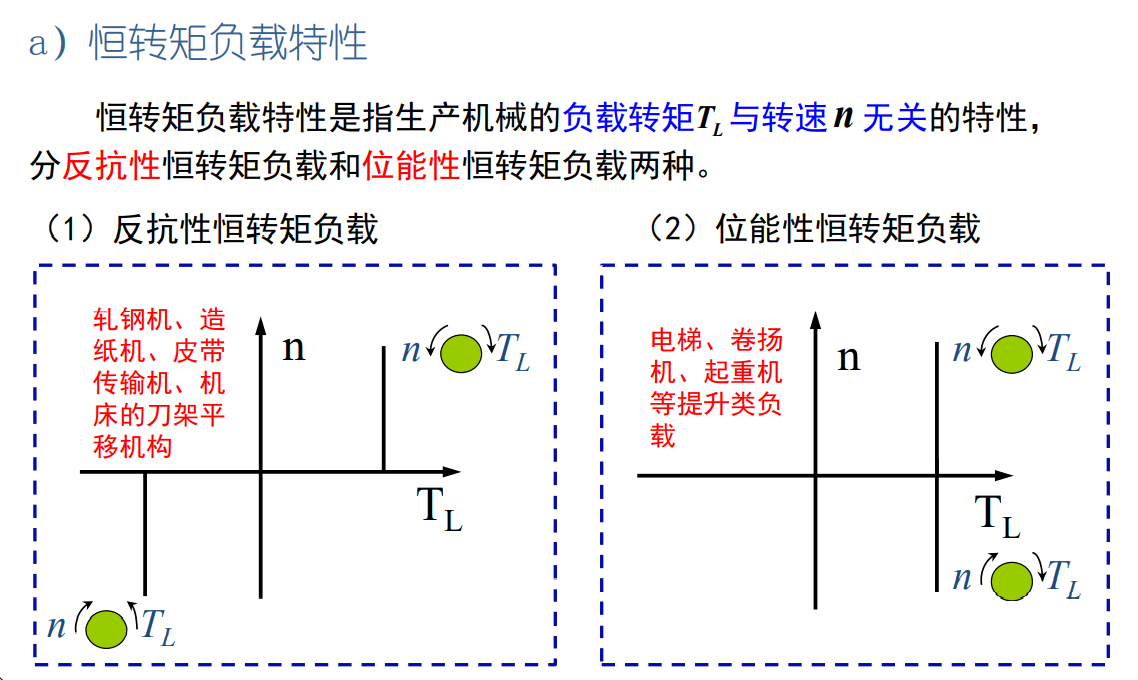 a) 恒转矩负载特性
恒转矩负载特性是指生产机械的负载转矩T_L与转速n 无关的特性,
分反抗性恒转矩负载和位能性恒转矩负载两种。
(1) 反抗性恒转矩负载
(2) 位能性恒转矩负载
轧钢机、造
纸机、皮带
传输机、机
床的刀架平
移机构
n
n
T_L
T_L
n
T_L
电梯、卷扬
机、起重机
等提升类负
载
n
n
T_L
T_L
n
T_L